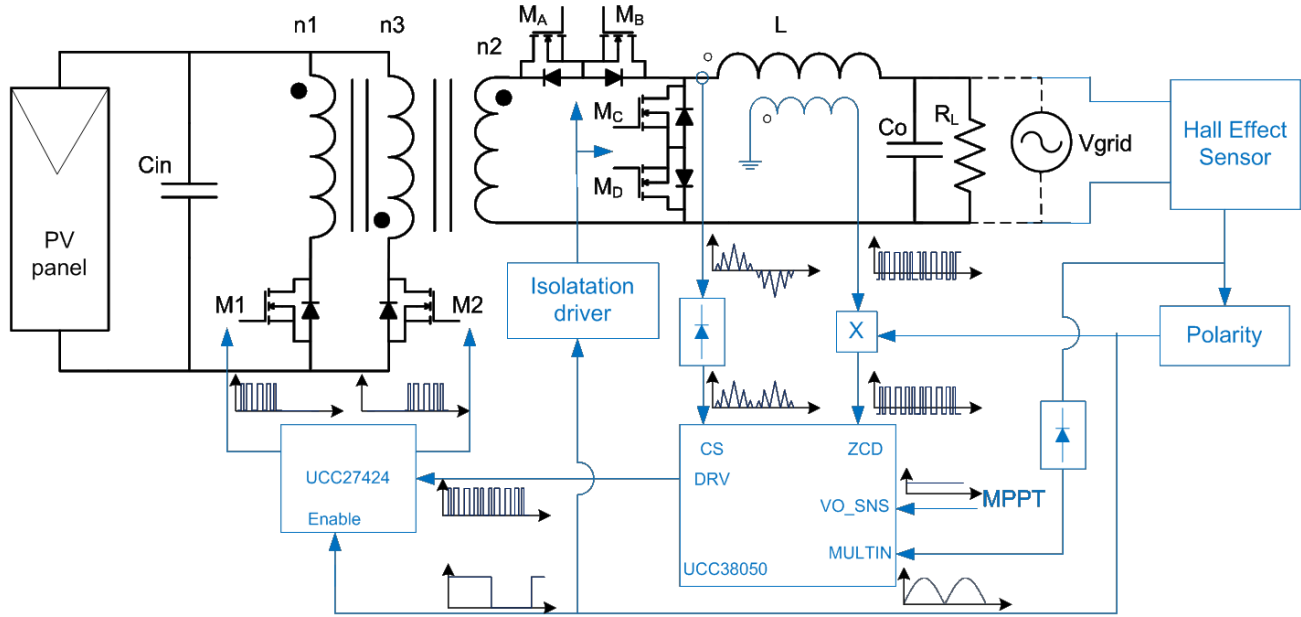 n1
n3
n2
MA
MB
L
PV
panel
Cin
MC
MD
Co
RL
Vgrid
Hall Effect
Sensor
M1
M2
Isolatation
driver
X
Polarity
UCC27424
Enable
CS
ZCD
DRV
VO_SNS
MPPT
MULTIN
UCC38050